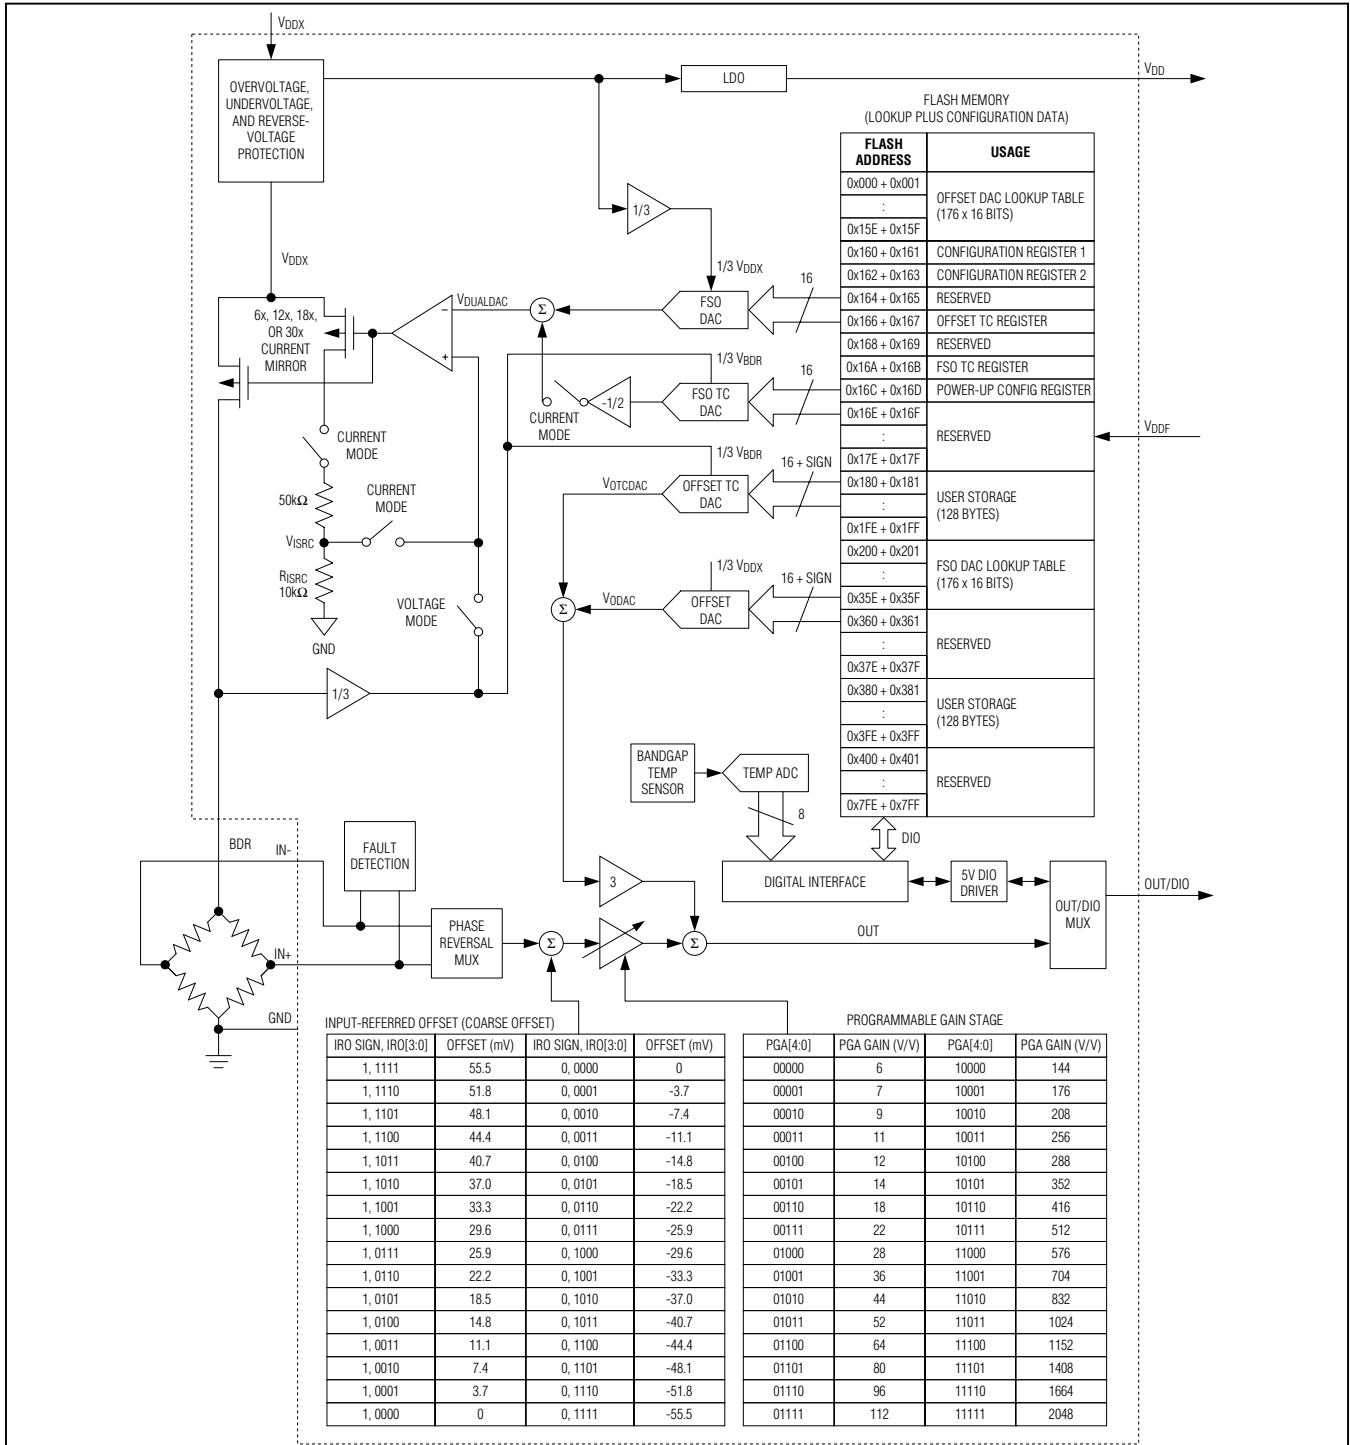 VDDX
OVERVOLTAGE,
UNDERVOLTAGE,
AND REVERSE-
VOLTAGE
PROTECTION
LDO
VDD
FLASH MEMORY
(LOOKUP PLUS CONFIGURATION DATA)
FLASH ADDRESS USAGE
0x000 + 0x001
:
0x15E + 0x15F
OFFSET DAC LOOKUP TABLE
(176 x 16 BITS)
0x160 + 0x161 CONFIGURATION REGISTER 1
0x162 + 0x163 CONFIGURATION REGISTER 2
0x164 + 0x165 RESERVED
0x166 + 0x167 OFFSET TC REGISTER
0x168 + 0x169 RESERVED
0x16A + 0x16B FSO TC REGISTER
0x16C + 0x16D POWER-UP CONFIG REGISTER
0x16E + 0x16F
:
0x17E + 0x17F
RESERVED
0x180 + 0x181
:
0x1FE + 0x1FF
USER STORAGE
(128 BYTES)
0x200 + 0x201
:
0x35E + 0x35F
FSO DAC LOOKUP TABLE
(176 x 16 BITS)
0x360 + 0x361
:
0x37E + 0x37F
RESERVED
0x380 + 0x381
:
0x3FE + 0x3FF
USER STORAGE
(128 BYTES)
0x400 + 0x401
:
0x7FE + 0x7FF
RESERVED
VDDF
1/3
1/3 VDDX
16
FSO
DAC
Σ
VDUALDAC
−
+
VDDX
6x, 12x, 18x,
OR 30x
CURRENT
MIRROR
1/3 VBDR
16
FSO TC
DAC
-1/2
CURRENT
MODE
CURRENT
MODE
50kΩ
CURRENT
MODE
VISRC
RISRC
10kΩ
GND
VOLTAGE
MODE
1/3
1/3 VBDR
16 + SIGN
VOTCDAC
OFFSET TC
DAC
1/3 VDDX
16 + SIGN
Σ
VODAC
OFFSET
DAC
BANDGAP
TEMP
SENSOR
TEMP ADC
8
DIO
DIGITAL INTERFACE
5V DIO
DRIVER
OUT/DIO
MUX
OUT/DIO
BDR
IN-
FAULT
DETECTION
3
IN+
PHASE
REVERSAL
MUX
Σ
Σ
OUT
GND
INPUT-REFERRED OFFSET (COARSE OFFSET)
IRO SIGN, IRO[3:0] OFFSET (mV) IRO SIGN, IRO[3:0] OFFSET (mV)
1, 1111 55.5 0, 0000 0
1, 1110 51.8 0, 0001 -3.7
1, 1101 48.1 0, 0010 -7.4
1, 1100 44.4 0, 0011 -11.1
1, 1011 40.7 0, 0100 -14.8
1, 1010 37.0 0, 0101 -18.5
1, 1001 33.3 0, 0110 -22.2
1, 1000 29.6 0, 0111 -25.9
1, 0111 25.9 0, 1000 -29.6
1, 0110 22.2 0, 1001 -33.3
1, 0101 18.5 0, 1010 -37.0
1, 0100 14.8 0, 1011 -40.7
1, 0011 11.1 0, 1100 -44.4
1, 0010 7.4 0, 1101 -48.1
1, 0001 3.7 0, 1110 -51.8
1, 0000 0 0, 1111 -55.5
PROGRAMMABLE GAIN STAGE
PGA[4:0] PGA GAIN (V/V) PGA[4:0] PGA GAIN (V/V)
00000 6 10000 144
00001 7 10001 176
00010 9 10010 208
00011 11 10011 256
00100 12 10100 288
00101 14 10101 352
00110 18 10110 416
00111 22 10111 512
01000 28 11000 576
01001 36 11001 704
01010 44 11010 832
01011 52 11011 1024
01100 64 11100 1152
01101 80 11101 1408
01110 96 11110 1664
01111 112 11111 2048